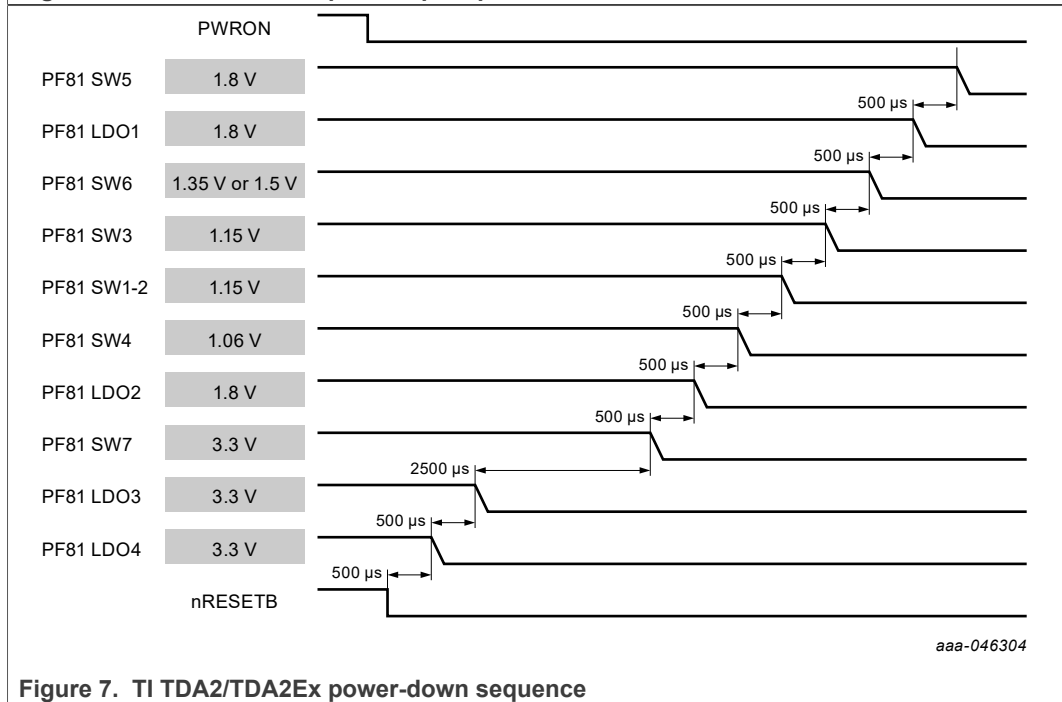 PWRON
PF81 SW5 1.8 V
500 µs
PF81 LDO1 1.8 V
500 µs
PF81 SW6 1.35 V or 1.5 V
500 µs
PF81 SW3 1.15 V
500 µs
PF81 SW1-2 1.15 V
500 µs
PF81 SW4 1.06 V
500 µs
PF81 LDO2 1.8 V
500 µs
PF81 SW7 3.3 V
2500 µs
PF81 LDO3 3.3 V
500 µs
PF81 LDO4 3.3 V
500 µs
nRESETB
aaa-046304
Figure 7. TI TDA2/TDA2Ex power-down sequence